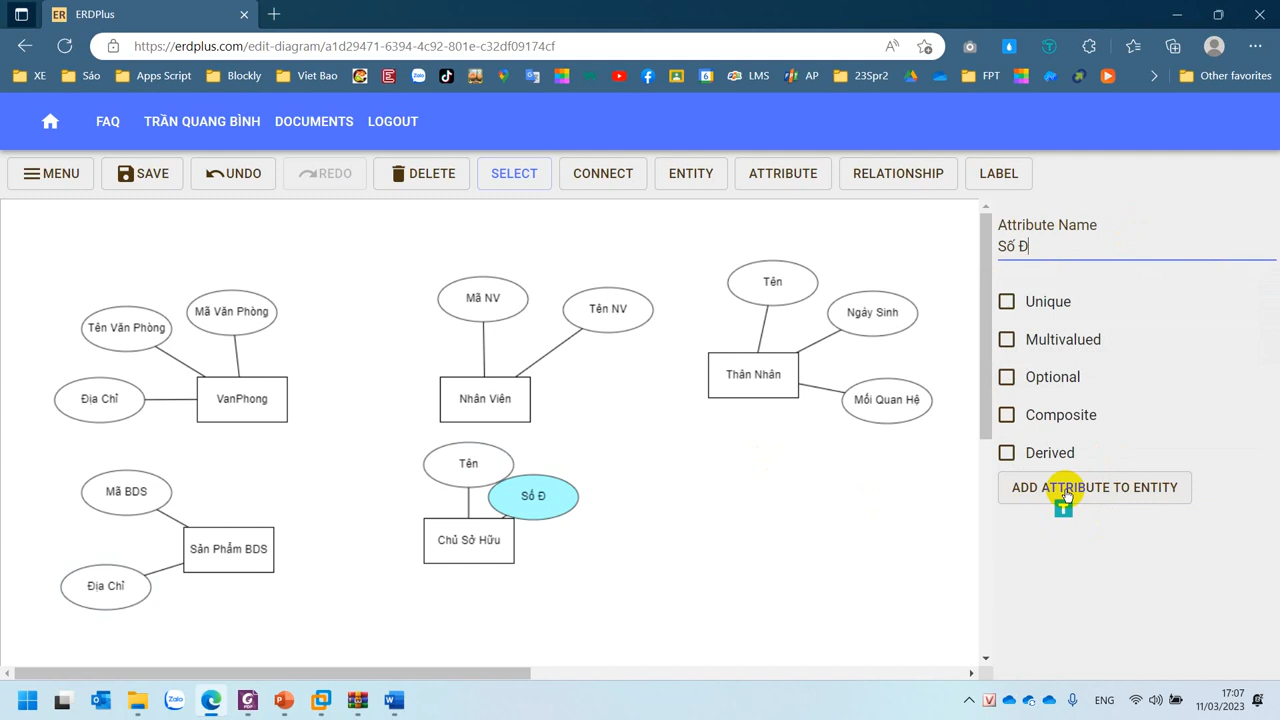 ERDPlus
https://erdplus.com/edit-diagram/a1d29471-6394-4c92-801e-c32df09174cf
XE Sáo Apps Script Blockly Viet Bao LMS AP 23Spr2 FPT Other favorites
FAQ TRẦN QUANG BÌNH DOCUMENTS LOGOUT
MENU SAVE UNDO REDO DELETE SELECT CONNECT ENTITY ATTRIBUTE RELATIONSHIP LABEL
Attribute Name
Số Đ
Unique
Multivalued
Optional
Composite
Derived
ADD ATTRIBUTE TO ENTITY
Mã Văn Phòng
Tên Văn Phòng
Địa Chỉ
VanPhong
Mã NV
Tên NV
Nhân Viên
Tên
Ngày Sinh
Thân Nhân
Mối Quan Hệ
Mã BDS
Sản Phẩm BDS
Địa Chỉ
Tên
Số Đ
Chủ Sở Hữu
ENG
17:07
11/03/2023